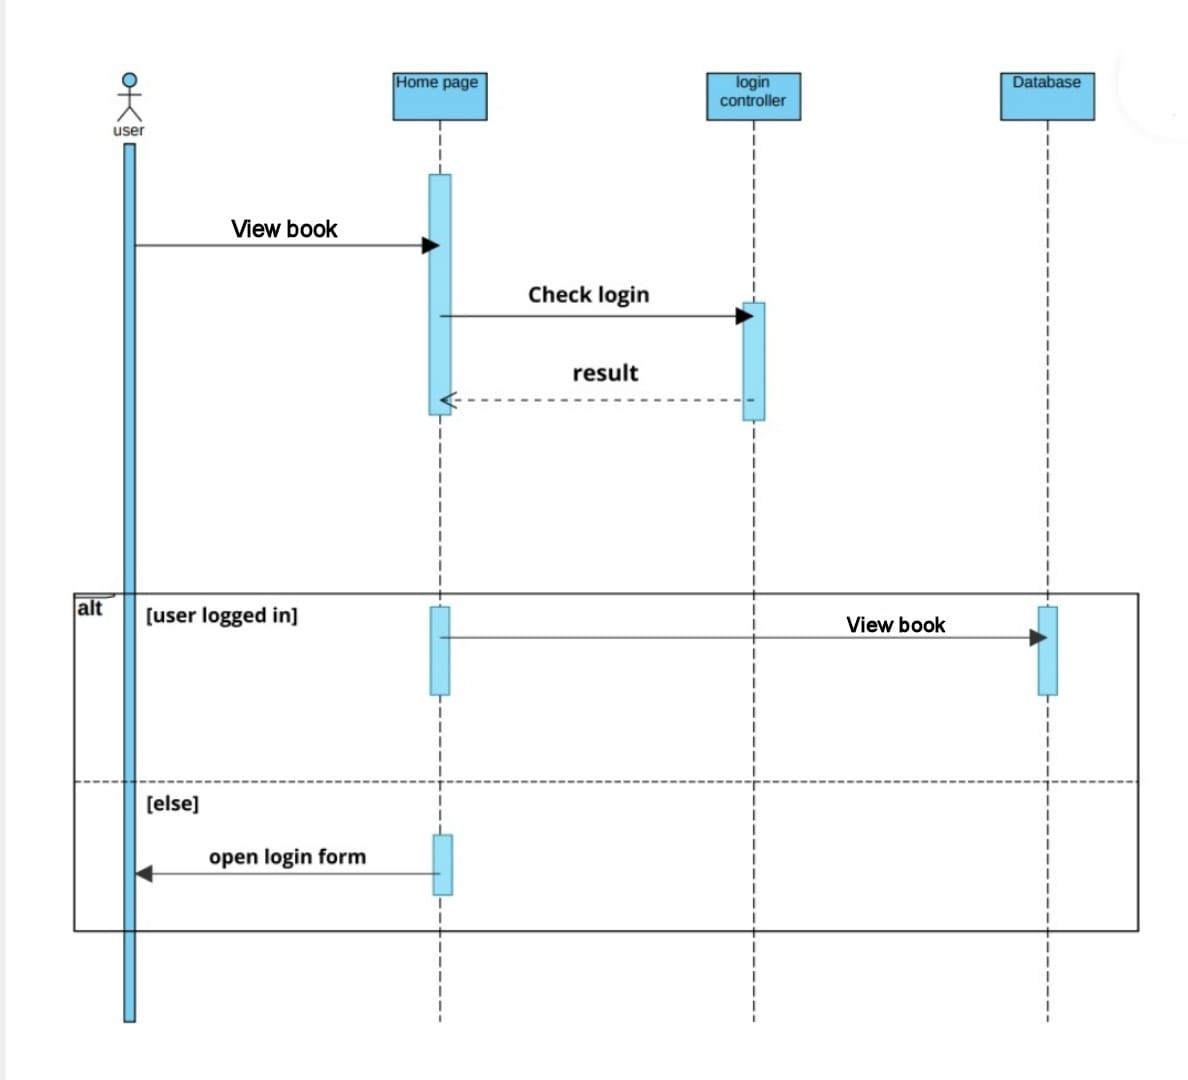 user
Home page
login
controller
Database
View book
Check login
result
alt
[user logged in]
View book
[else]
open login form